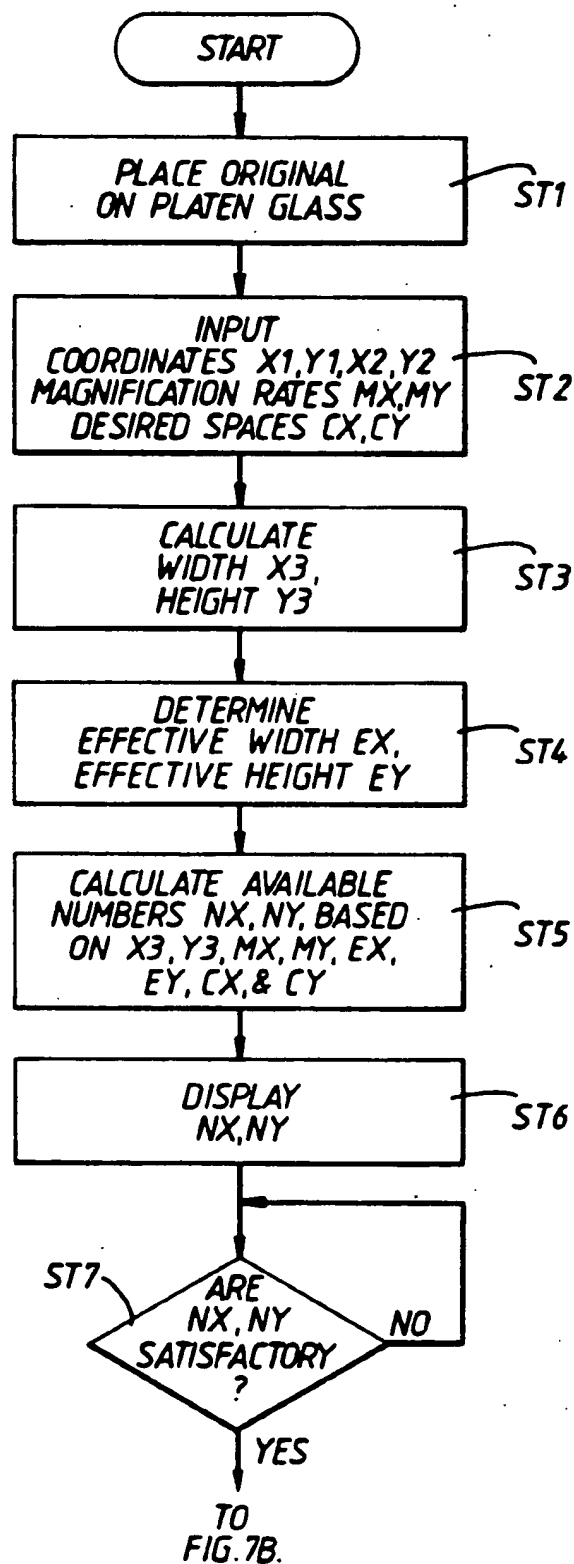 START
PLACE ORIGINAL
ON PLATEN GLASS
ST1
INPUT
COORDINATES X1,Y1,X2,Y2
MAGNIFICATION RATES MX,MY
DESIRED SPACES CX,CY
ST2
CALCULATE
WIDTH X3,
HEIGHT Y3
ST3
DETERMINE
EFFECTIVE WIDTH EX,
EFFECTIVE HEIGHT EY
ST4
CALCULATE AVAILABLE
NUMBERS NX, NY, BASED
ON X3, Y3, MX, MY, EX,
EY, CX, & CY
ST5
DISPLAY
NX,NY
ST6
ST7
ARE
NX, NY
SATISFACTORY
?
NO
YES
TO
FIG.7B.